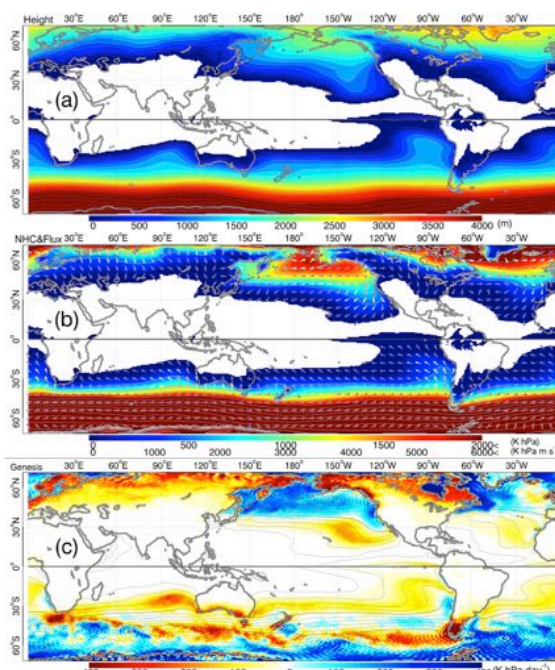 Height
60°N
30°N
0°
30°S
60°S
(a)
30°E 60°E 90°E 120°E 150°E 180° 150°W 120°W 90°W 60°W 30°W
0 500 1000 1500 2000 2500 3000 3500 4000 (m)
NHC&Flux
30°E 60°E 90°E 120°E 150°E 180° 150°W 120°W 90°W 60°W 30°W
60°N
30°N
0°
30°S
60°S
(b)
0 500 1000 1500 2000< (K hPa)
0 1000 2000 3000 4000 5000 6000< (K hPa m s)
Genesis
30°E 60°E 90°E 120°E 150°E 180° 150°W 120°W 90°W 60°W 30°W
60°N
30°N
0°
30°S
60°S
(c)